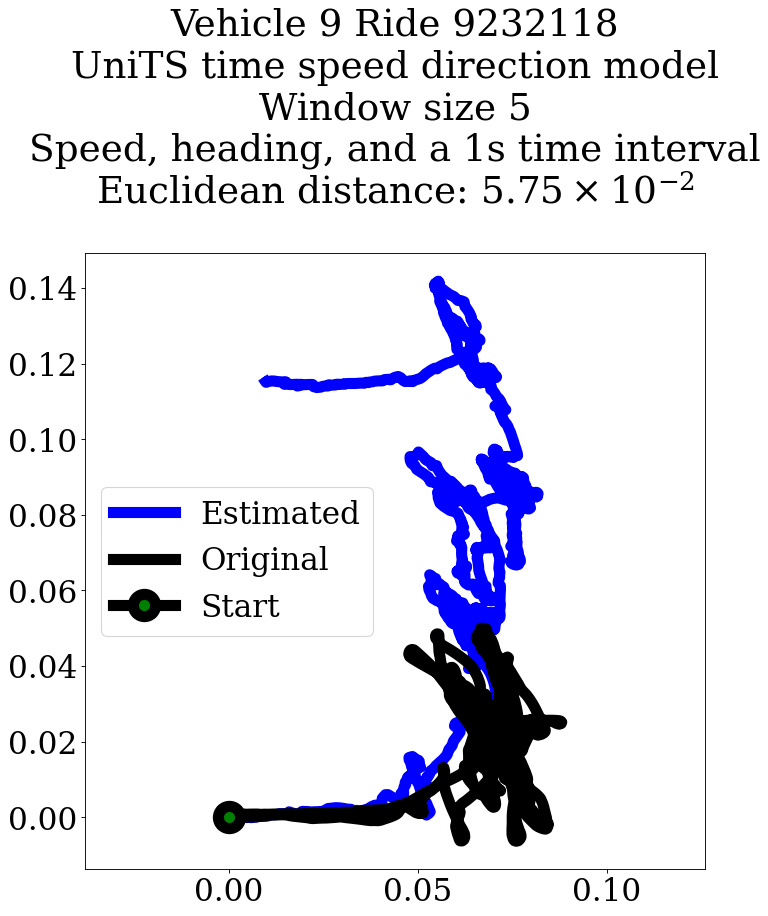 Vehicle 9 Ride 9232118
UniTS time speed direction model
Window size 5
Speed, heading, and a 1s time interval
Euclidean distance: 5.75 × 10⁻²
0.14
0.12
0.10
0.08
0.06
0.04
0.02
0.00
Estimated
Original
Start
0.00 0.05 0.10